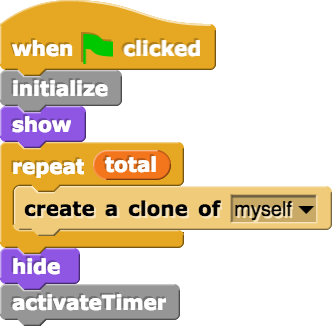 when clicked
initialize
show
repeat total
create a clone of myself
hide
activateTimer